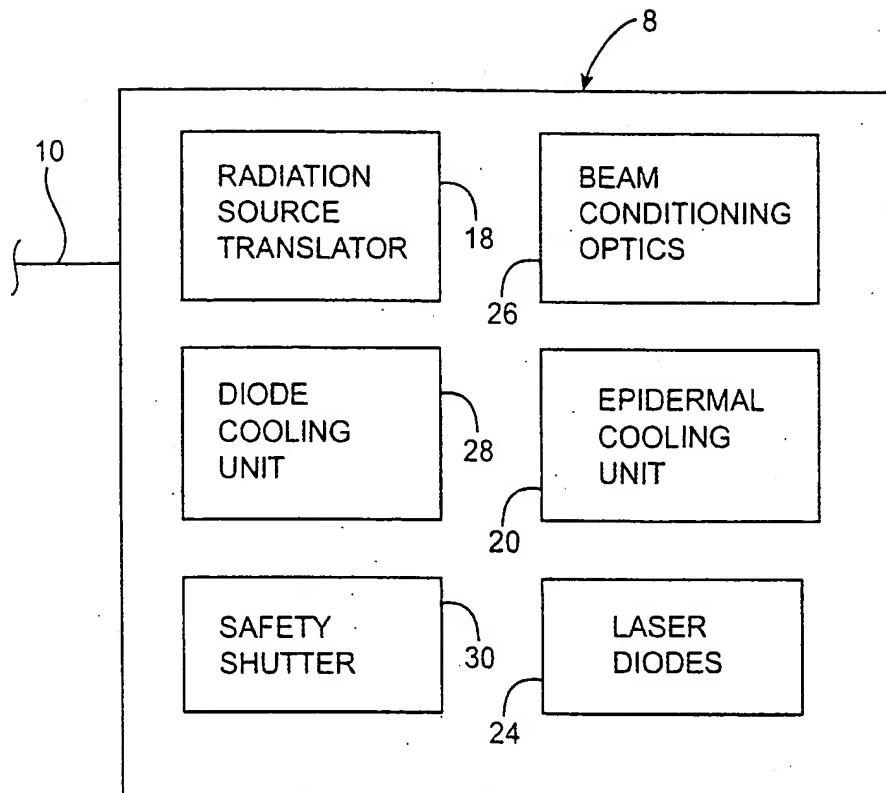 8
10
RADIATION
SOURCE
TRANSLATOR
18
BEAM
CONDITIONING
OPTICS
26
DIODE
COOLING
UNIT
28
EPIDERMAL
COOLING
UNIT
20
SAFETY
SHUTTER
30
LASER
DIODES
24